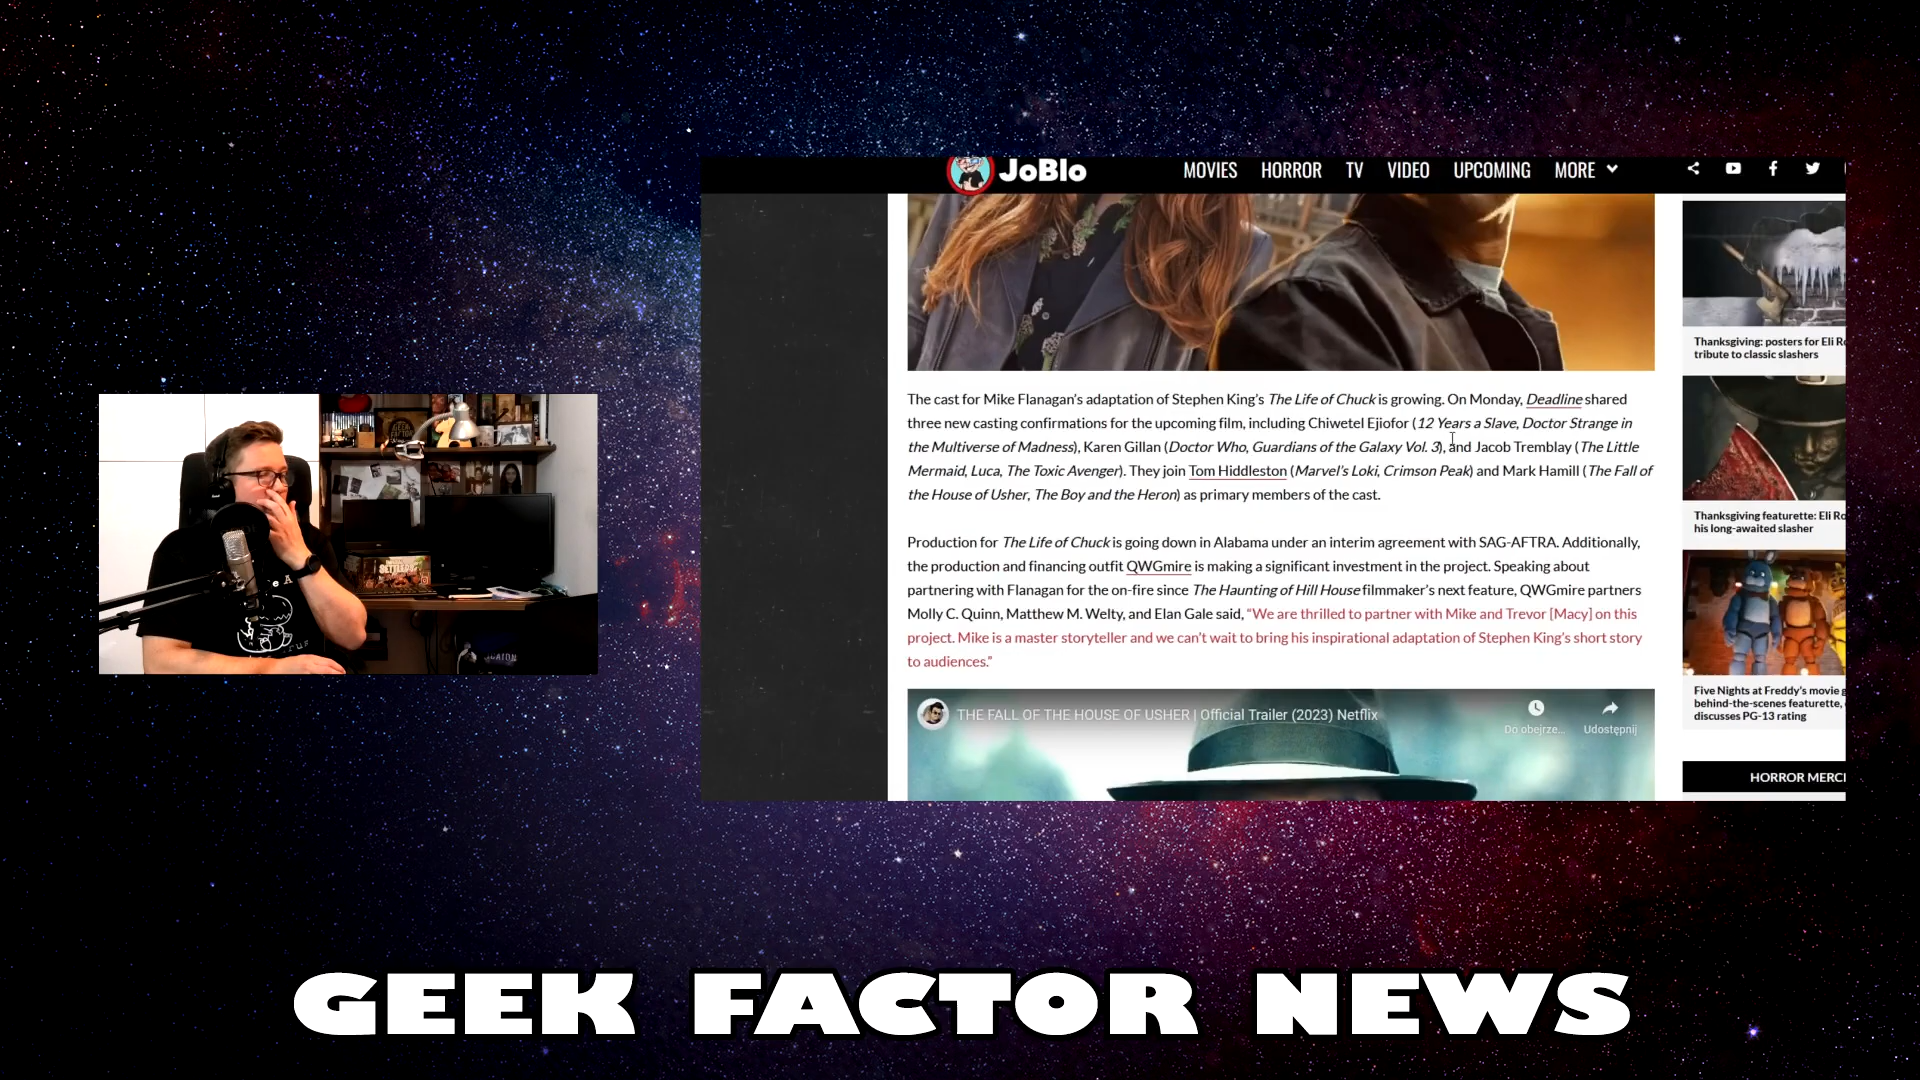 JoBlo
MOVIES HORROR TV VIDEO UPCOMING MORE
The cast for Mike Flanagan's adaptation of Stephen King's The Life of Chuck is growing. On Monday, Deadline shared
three new casting confirmations for the upcoming film, including Chiwetel Ejiofor (12 Years a Slave, Doctor Strange in
the Multiverse of Madness), Karen Gillan (Doctor Who, Guardians of the Galaxy Vol. 3), and Jacob Tremblay (The Little
Mermaid, Luca, The Toxic Avenger). They join Tom Hiddleston (Marvel's Loki, Crimson Peak) and Mark Hamill (The Fall of
the House of Usher, The Boy and the Heron) as primary members of the cast.
Production for The Life of Chuck is going down in Alabama under an interim agreement with SAG-AFTRA. Additionally,
the production and financing outfit QWGmire is making a significant investment in the project. Speaking about
partnering with Flanagan for the on-fire since The Haunting of Hill House filmmaker's next feature, QWGmire partners
Molly C. Quinn, Matthew M. Welty, and Elan Gale said, "We are thrilled to partner with Mike and Trevor [Macy] on this
project. Mike is a master storyteller and we can't wait to bring his inspirational adaptation of Stephen King's short story
to audiences."
THE FALL OF THE HOUSE OF USHER | Official Trailer (2023) Netflix
Do obejrze...
Udostępnij
Thanksgiving: posters for Eli Ro
tribute to classic slashers
Thanksgiving featurette: Eli Ro
his long-awaited slasher
Five Nights at Freddy's movie g
behind-the-scenes featurette,
discusses PG-13 rating
HORROR MERC
GEEK FACTOR NEWS